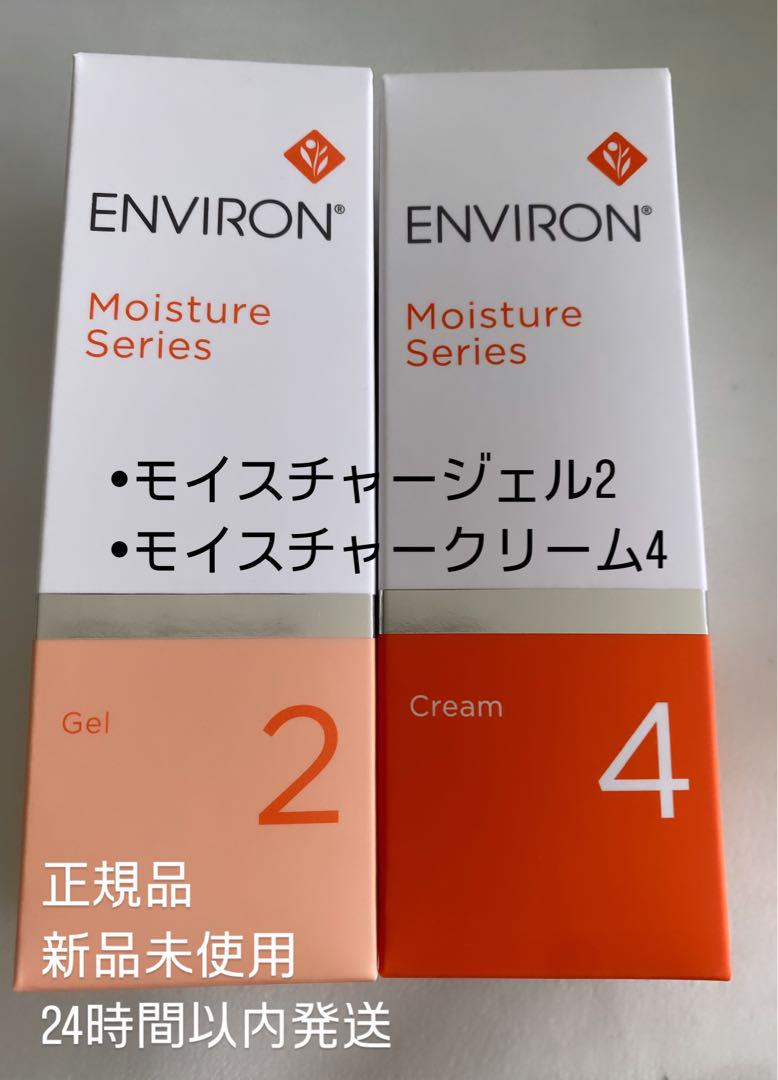 ENVIRON®
Moisture
Series
ENVIRON®
Moisture
Series
•モイスチャージェル2
•モイスチャークリーム4
Gel
2
Cream
4
正規品
新品未使用
24時間以内発送